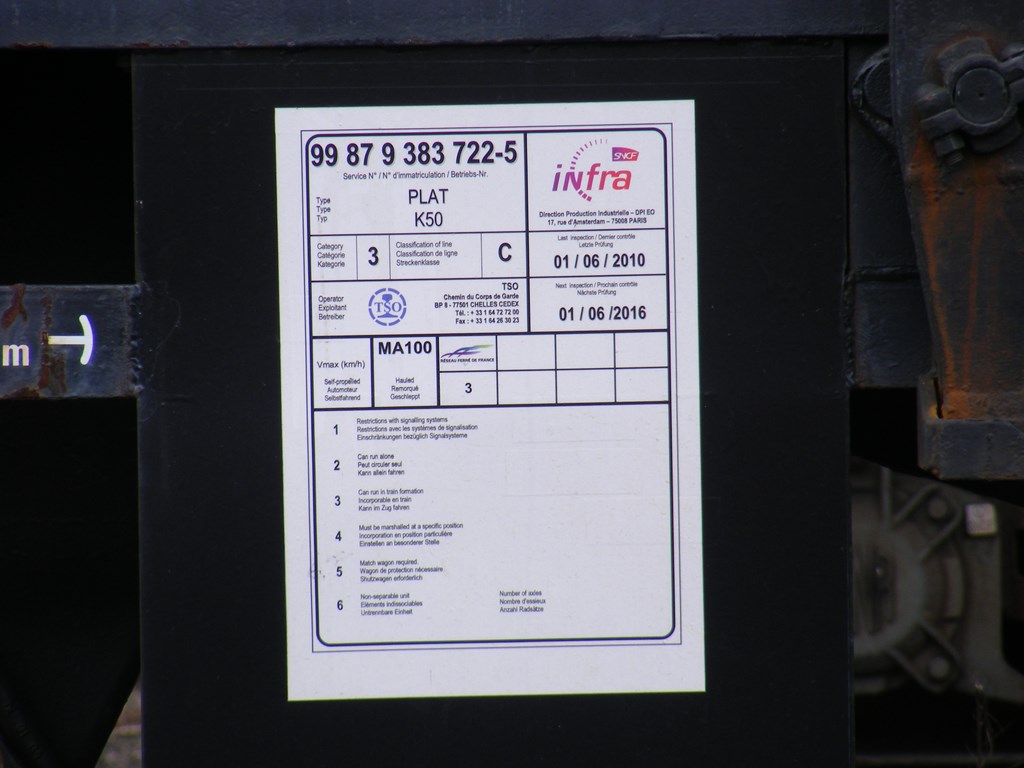 99 87 9 383 722-5
Service N° / N° d'immatriculation / Betriebs-Nr.
Type
Type
Typ
PLAT
K50
SNCF
infra
Direction Production Industrielle – DPI EO
17, rue d'Amsterdam – 75008 PARIS
Category
Catégorie
Kategorie
3
Classification of line
Classification de ligne
Streckenklasse
C
Last inspection / Dernier contrôle
Letzte Prüfung
01 / 06 / 2010
Operator
Exploitant
Betreiber
TSO
TSO
Chemin du Corps de Garde
BP 8 - 77501 CHELLES CEDEX
Tél. : + 33 1 64 72 72 00
Fax : + 33 1 64 26 30 23
Next inspection / Prochain contrôle
Nächste Prüfung
01 / 06 /2016
m
Vmax (km/h)
Self-propelled
Automoteur
Selbstfahrend
MA100
Hauled
Remorqué
Geschleppt
RÉSEAU FERRÉ DE FRANCE
3
1
Restrictions with signalling systems
Restrictions avec les systèmes de signalisation
Einschränkungen bezüglich Signalsysteme
2
Can run alone
Peut circuler seul
Kann allein fahren
3
Can run in train formation
Incorporable en train
Kann im Zug fahren
4
Must be marshalled at a specific position
Incorporation en position particulière
Einstellen an besonderer Stelle
5
Match wagon required
Wagon de protection nécessaire
Shutzwagen erforderlich
6
Non-separable unit
Eléments indissociables
Untrennbare Einheit
Number of axles
Nombre d'essieux
Anzahl Radsätze